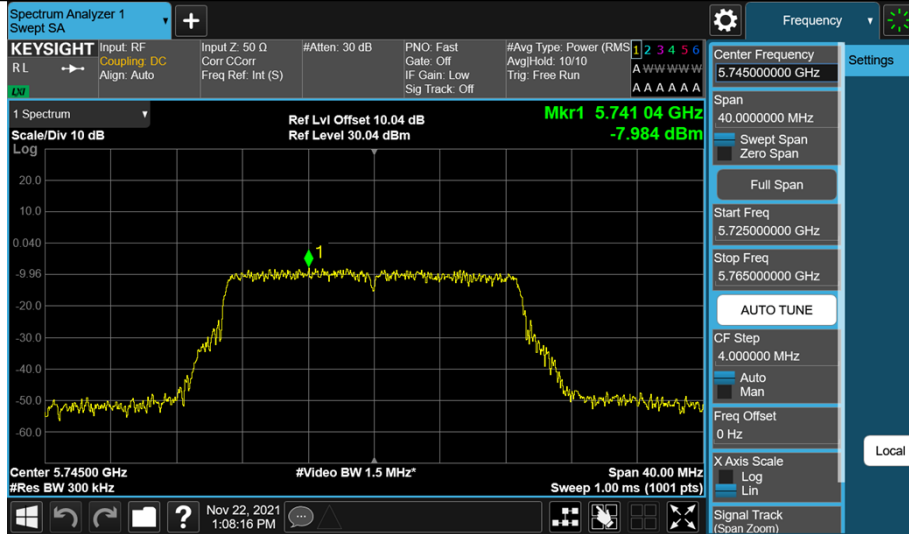 Spectrum Analyzer 1
Swept SA
Frequency
KEYSIGHT
R L
LXI
Input: RF
Coupling: DC
Align: Auto
Input Z: 50 Ω
Corr CCorr
Freq Ref: Int (S)
#Atten: 30 dB
PNO: Fast
Gate: Off
IF Gain: Low
Sig Track: Off
#Avg Type: Power (RMS
Avg|Hold: 10/10
Trig: Free Run
1 2 3 4 5 6
A W W W W W
A A A A A A
1 Spectrum
Scale/Div 10 dB
Log
Ref Lvl Offset 10.04 dB
Ref Level 30.04 dBm
Mkr1 5.741 04 GHz
-7.984 dBm
20.0
10.0
0.040
-9.96
-20.0
-30.0
-40.0
-50.0
-60.0
1
Center 5.74500 GHz
#Res BW 300 kHz
#Video BW 1.5 MHz*
Span 40.00 MHz
Sweep 1.00 ms (1001 pts)
Nov 22, 2021
1:08:16 PM
Center Frequency
5.745000000 GHz
Span
40.0000000 MHz
Swept Span
Zero Span
Full Span
Start Freq
5.725000000 GHz
Stop Freq
5.765000000 GHz
AUTO TUNE
CF Step
4.000000 MHz
Auto
Man
Freq Offset
0 Hz
X Axis Scale
Log
Lin
Signal Track
(Span Zoom)
Settings
Local